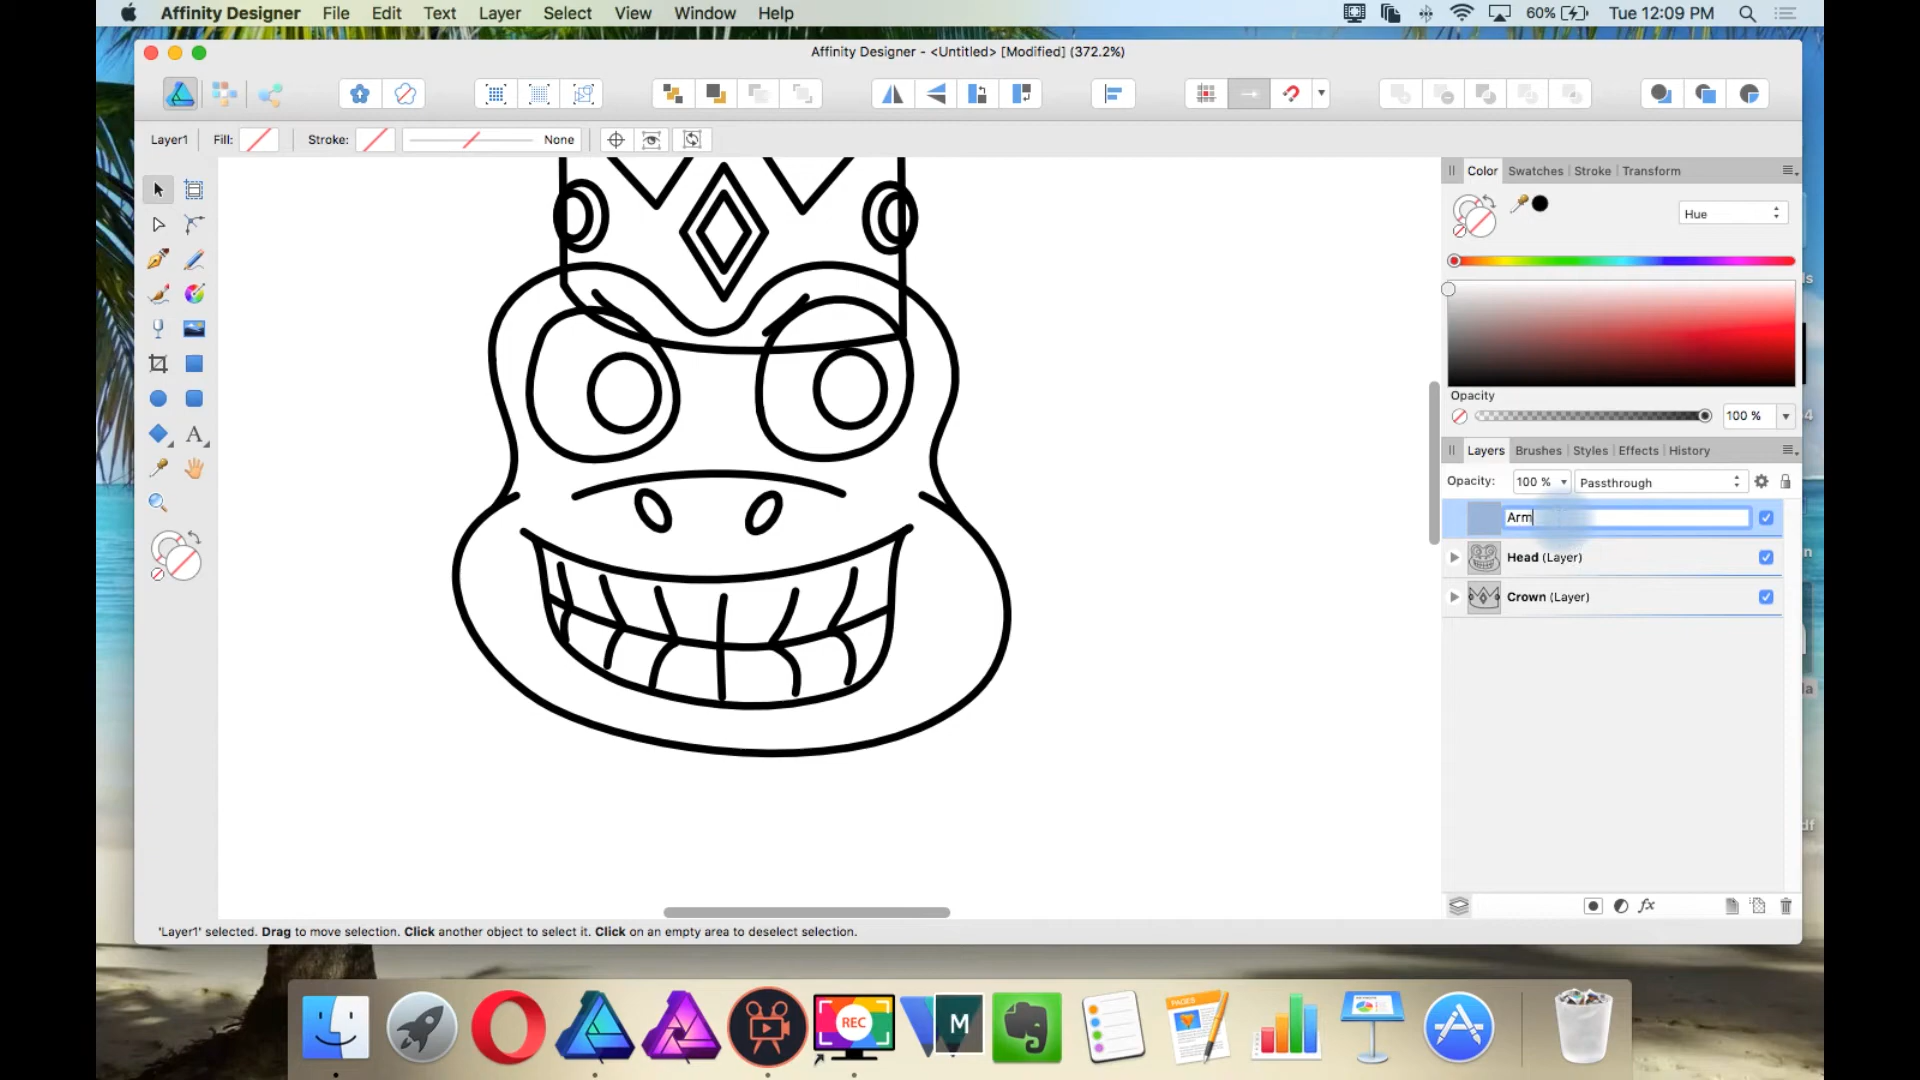 Affinity Designer File Edit Text Layer Select View Window Help 60% Tue 12:09 PM
Affinity Designer - <Untitled> [Modified] (372.2%)
Layer1 Fill: Stroke: None
Color Swatches Stroke Transform
Hue
Opacity
100 %
Layers Brushes Styles Effects History
Opacity: 100 % Passthrough
Arm
Head (Layer)
Crown (Layer)
fx
'Layer1' selected. Drag to move selection. Click another object to select it. Click on an empty area to deselect selection.
REC
M
PAGES